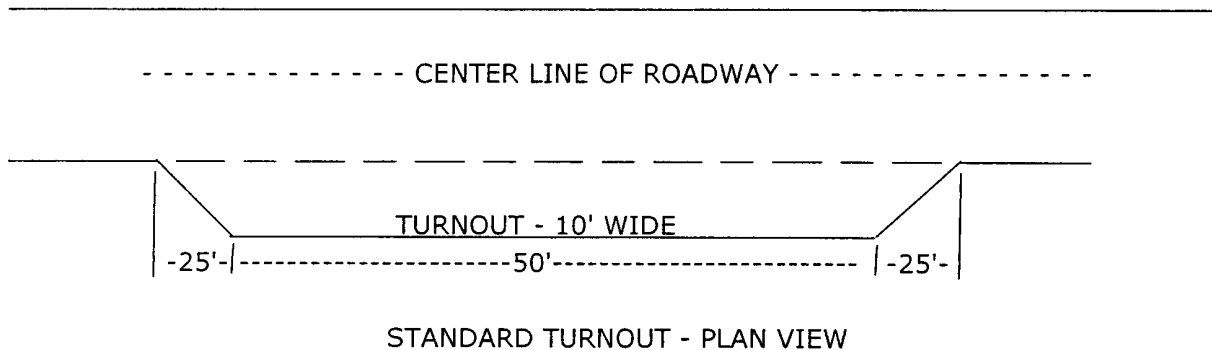 CENTER LINE OF ROADWAY
TURNOUT - 10' WIDE
-25'- -50'- -25'-
STANDARD TURNOUT - PLAN VIEW